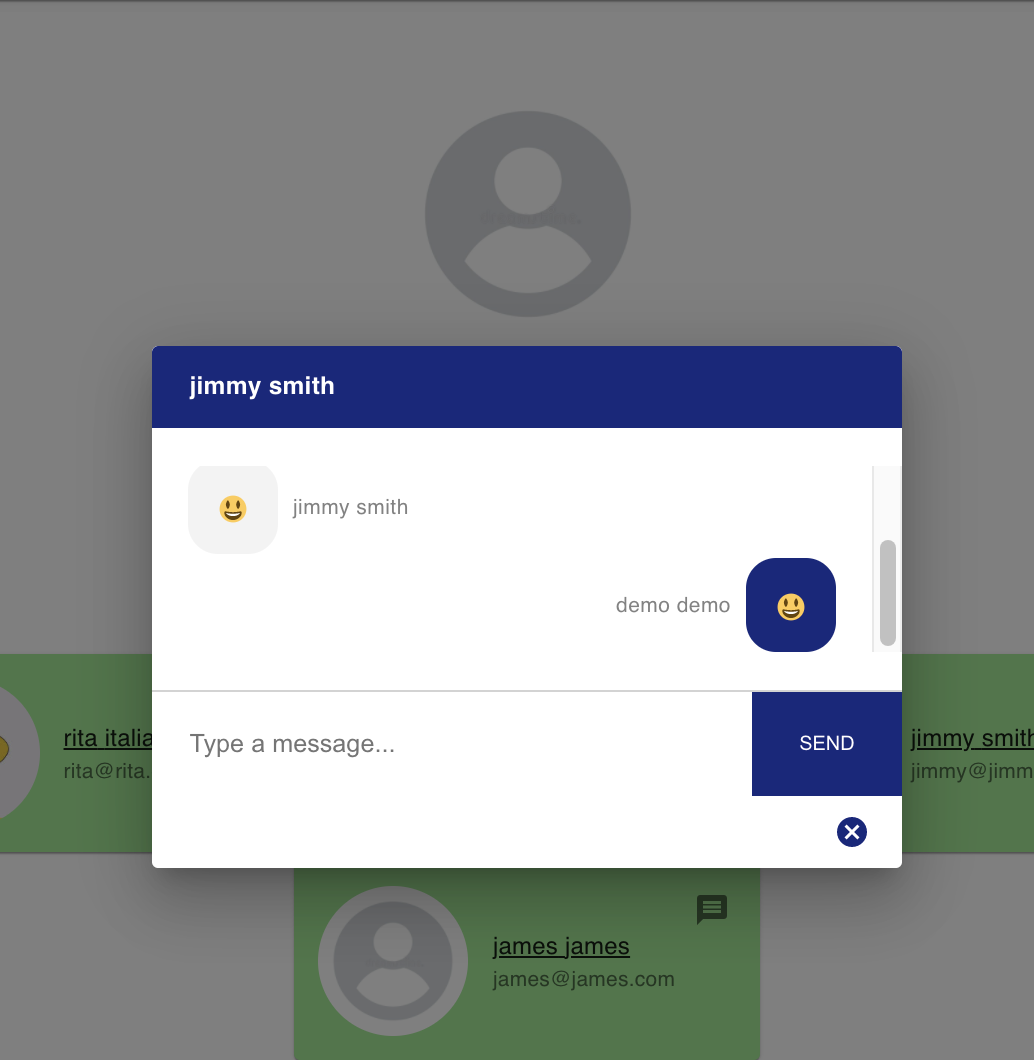 jimmy smith
😃 jimmy smith
demo demo 😃
Type a message...
SEND
rita italia
rita@rita.
jimmy smith
jimmy@jimm
james james
james@james.com